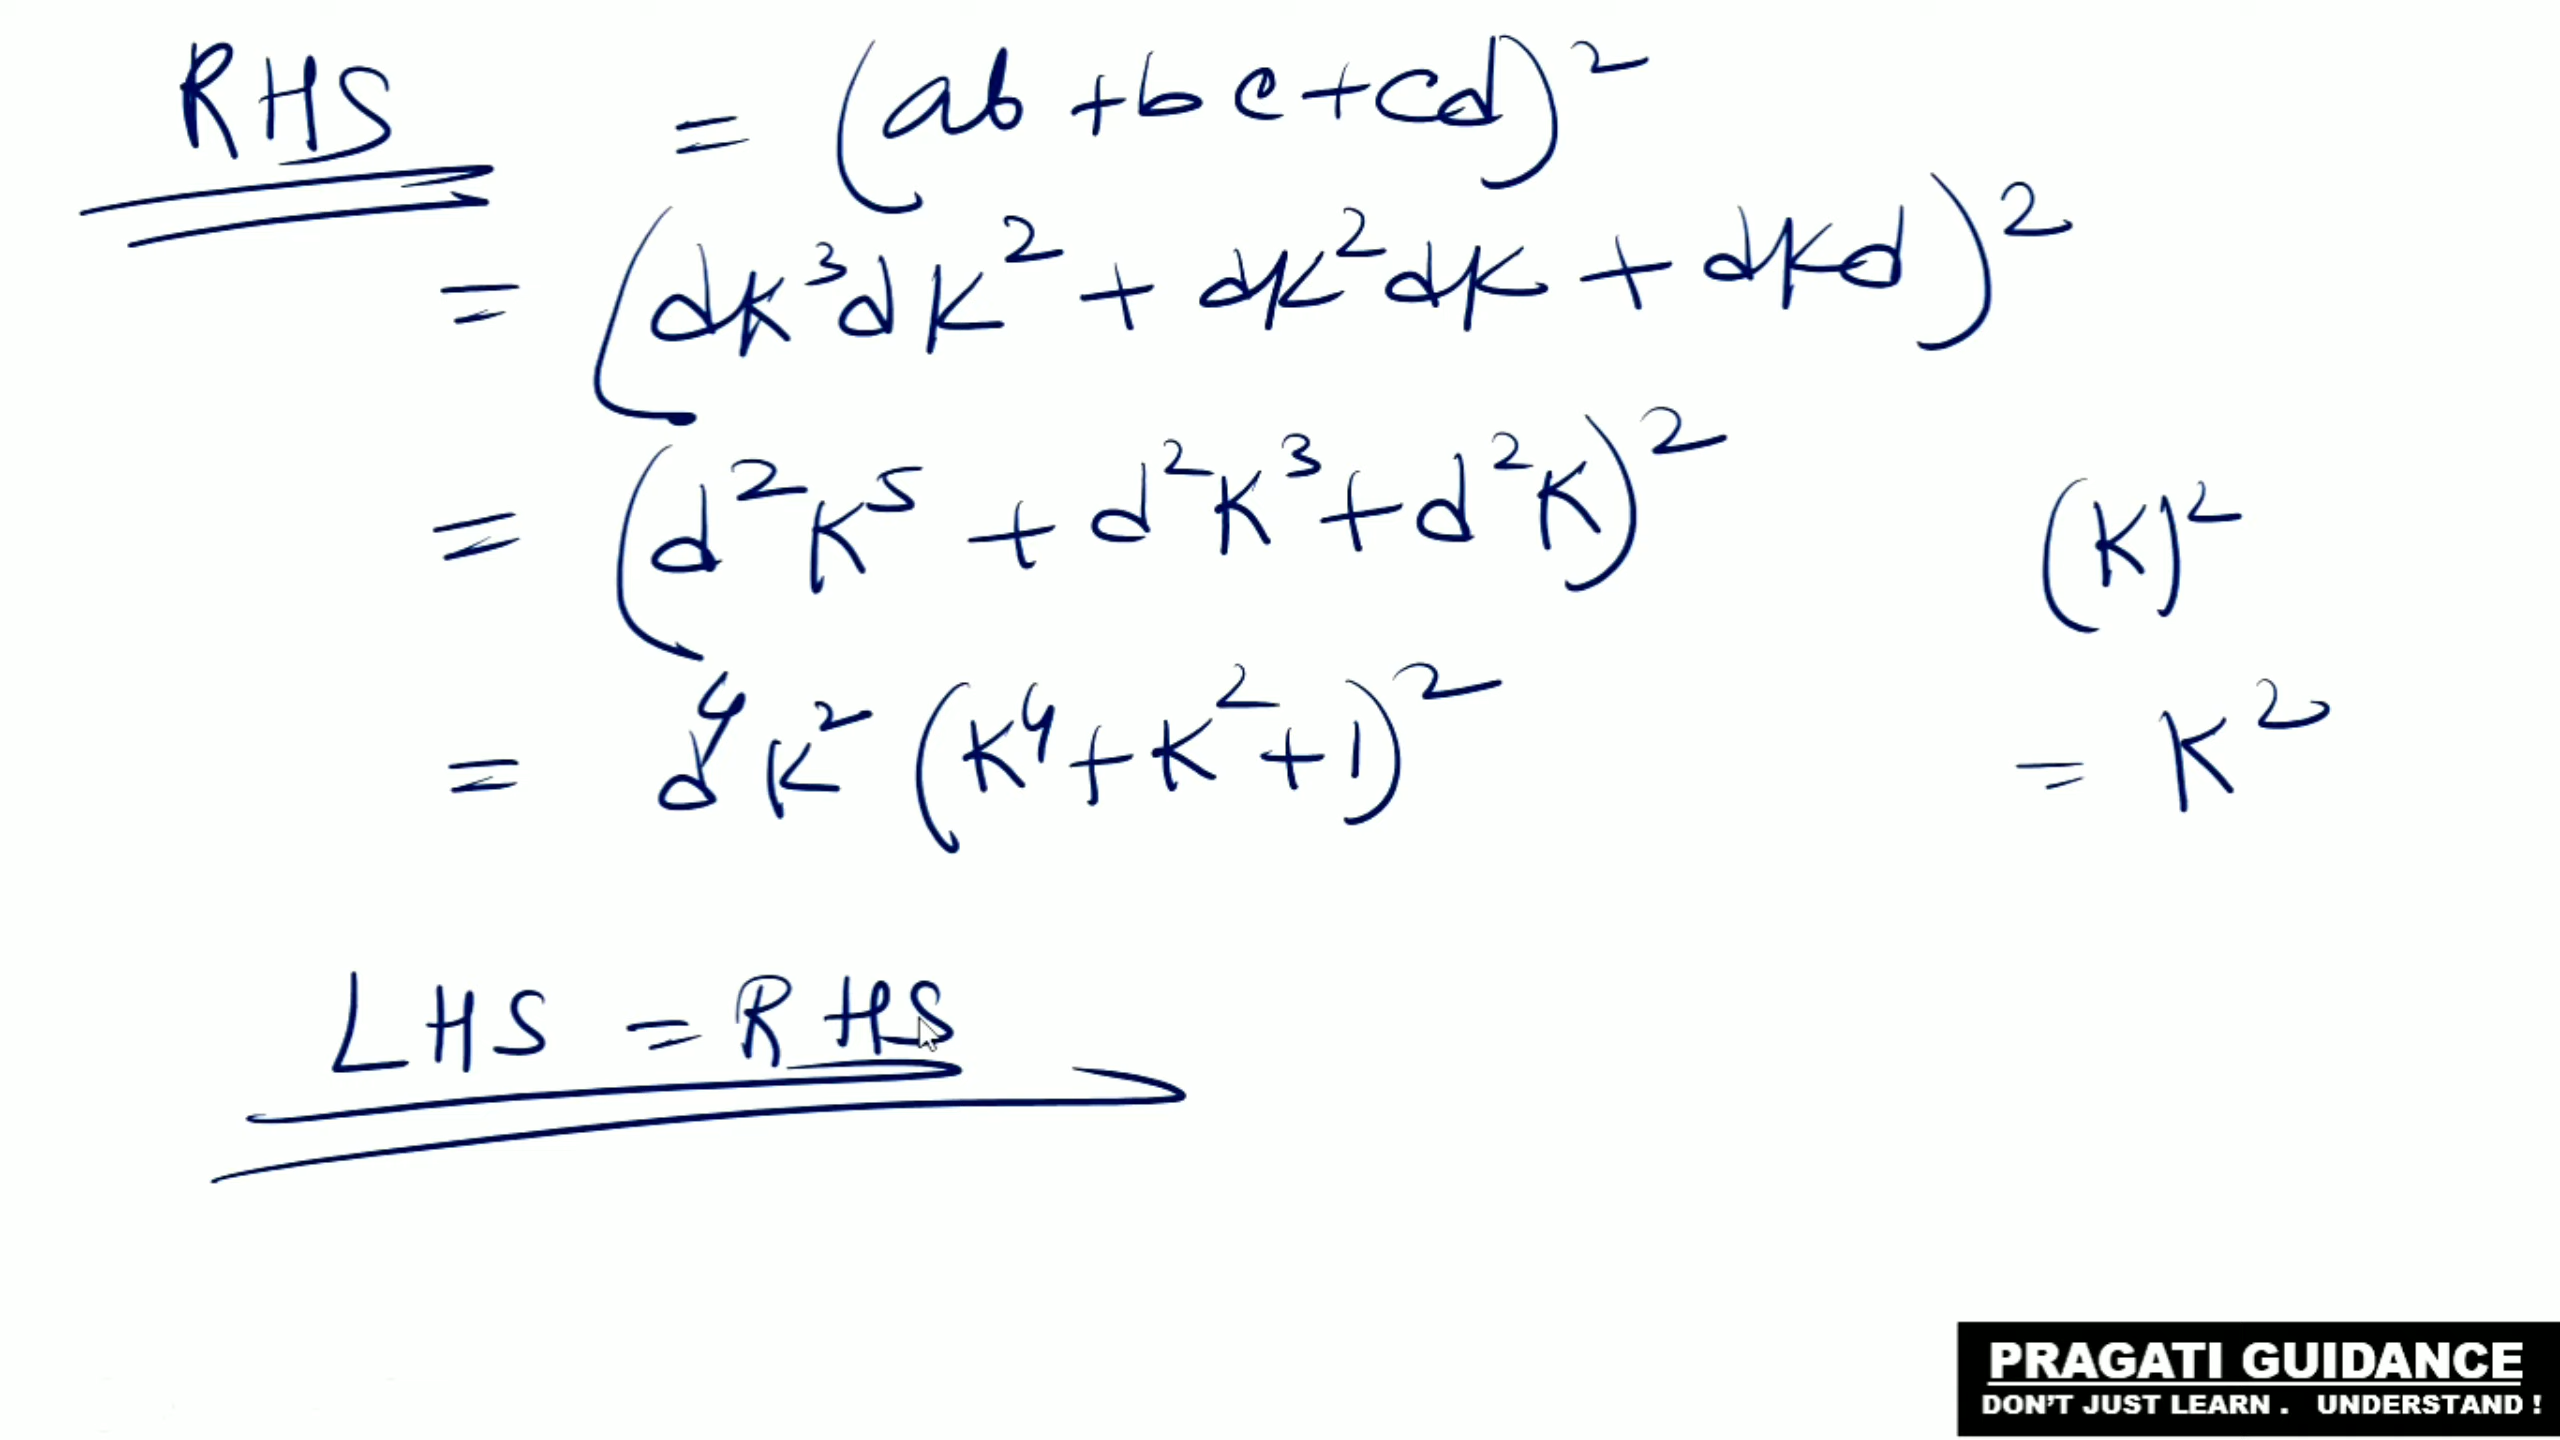 RHS = (ab + bc + cd)²
= (dk³dk² + dk²dk + dkd)²
= (d²k⁵ + d²k³ + d²k)²
(k)²
= d⁴k² (k⁴ + k² + 1)²
= k²
LHS = RHS
PRAGATI GUIDANCE
DON'T JUST LEARN . UNDERSTAND !